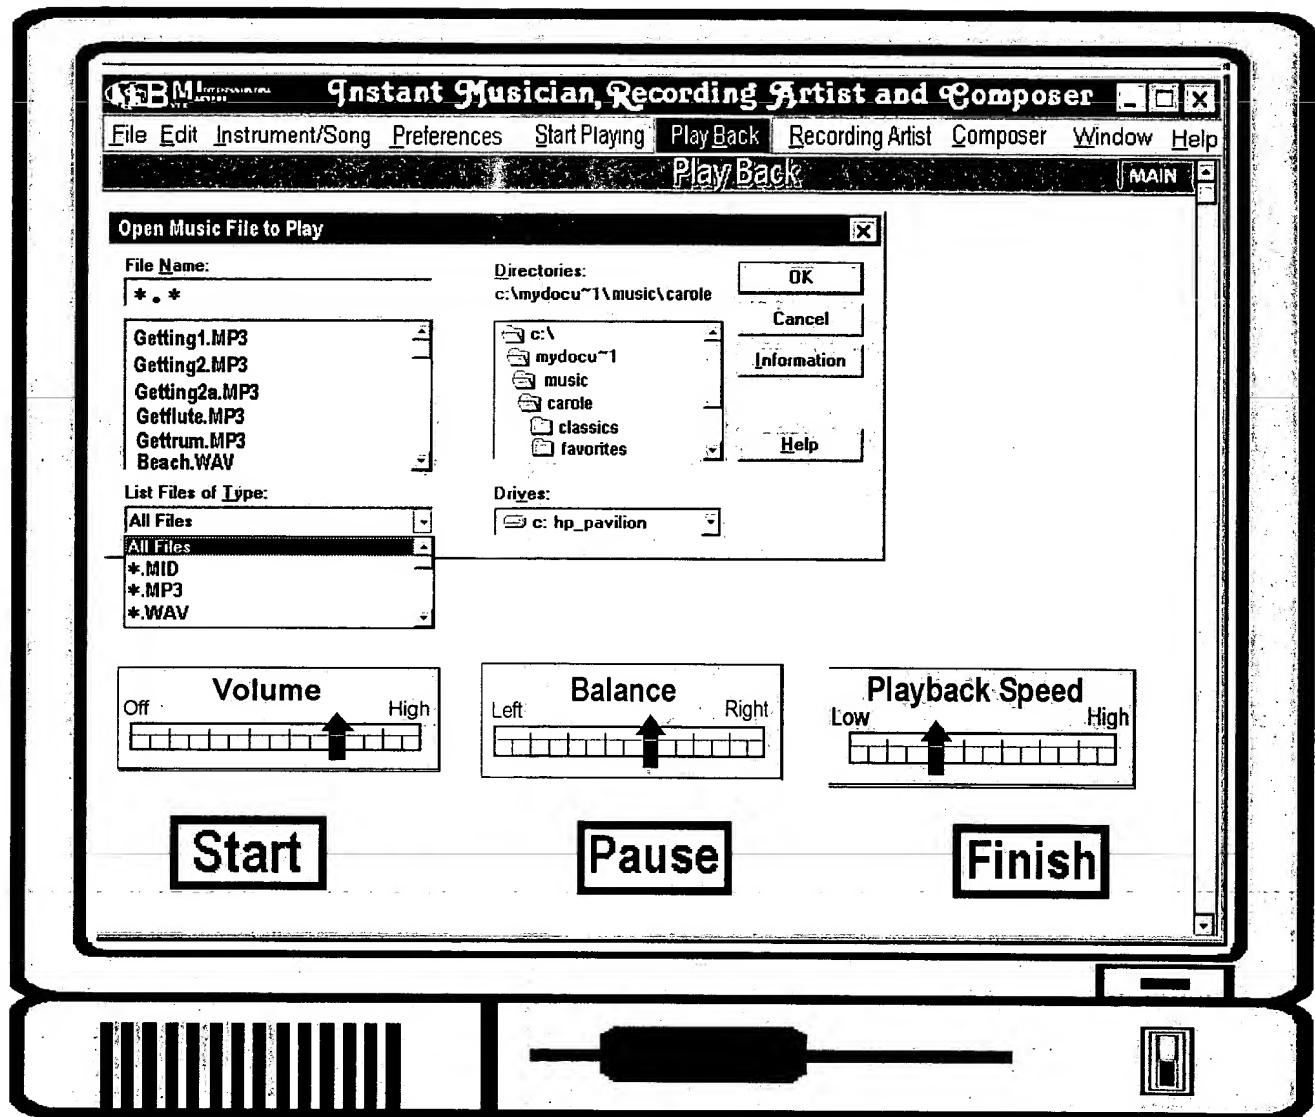 Instant Musician, Recording Artist and Composer
File Edit Instrument/Song Preferences Start Playing Play Back Recording Artist Composer Window Help
Play Back MAIN
Open Music File to Play
File Name:
*.*
Getting1.MP3
Getting2.MP3
Getting2a.MP3
Getflute.MP3
Gettrum.MP3
Beach.WAV
List Files of Type:
All Files
All Files
*.MID
*.MP3
*.WAV
Directories:
c:\mydocu~1\music\carole
c:\
mydocu~1
music
carole
classics
favorites
Drives:
c: hp_pavilion
OK
Cancel
Information
Help
Volume
Off High
Balance
Left Right
Playback Speed
Low High
Start Pause Finish